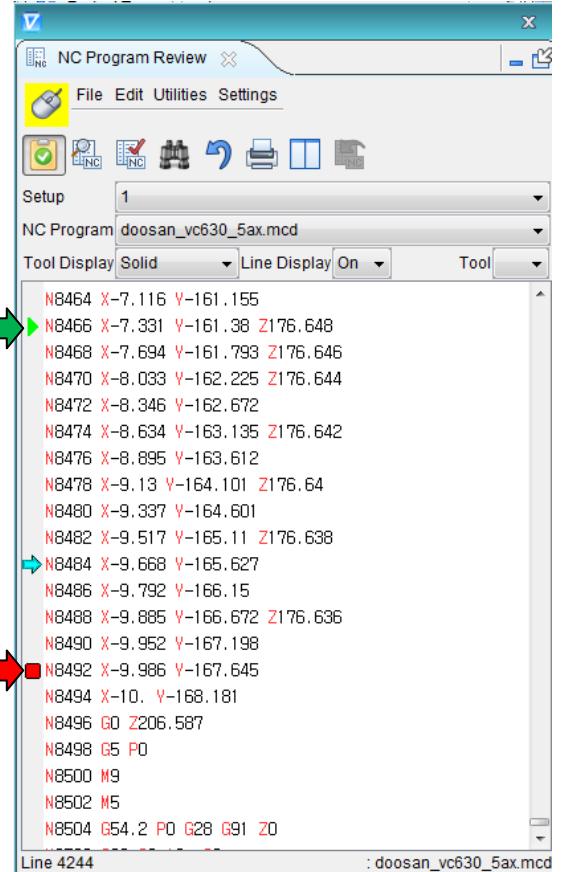 NC Program Review
File Edit Utilities Settings
Setup 1
NC Program doosan_vc630_5ax.mcd
Tool Display Solid Line Display On Tool
N8464 X-7.116 Y-161.155
N8466 X-7.331 Y-161.38 Z176.648
N8468 X-7.694 Y-161.793 Z176.646
N8470 X-8.033 Y-162.225 Z176.644
N8472 X-8.346 Y-162.672
N8474 X-8.634 Y-163.135 Z176.642
N8476 X-8.895 Y-163.612
N8478 X-9.13 Y-164.101 Z176.64
N8480 X-9.337 Y-164.601
N8482 X-9.517 Y-165.11 Z176.638
N8484 X-9.668 Y-165.627
N8486 X-9.792 Y-166.15
N8488 X-9.885 Y-166.672 Z176.636
N8490 X-9.952 Y-167.198
N8492 X-9.986 Y-167.645
N8494 X-10. Y-168.181
N8496 G0 Z206.587
N8498 G5 P0
N8500 M9
N8502 M5
N8504 G54.2 P0 G28 G91 Z0
Line 4244 : doosan_vc630_5ax.mcd